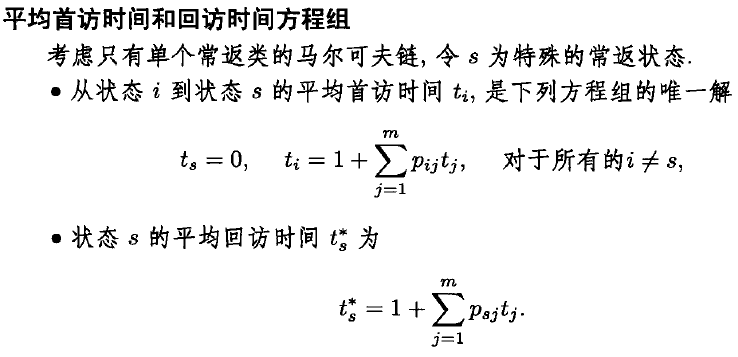 平均首访时间和回访时间方程组
考虑只有单个常返类的马尔可夫链, 令 s 为特殊的常返状态.
• 从状态 i 到状态 s 的平均首访时间 t_i, 是下列方程组的唯一解
t_s = 0, t_i = 1 + \sum_{j=1}^{m} p_{ij} t_j, 对于所有的 i ≠ s,
• 状态 s 的平均回访时间 t_s^* 为
t_s^* = 1 + \sum_{j=1}^{m} p_{sj} t_j.